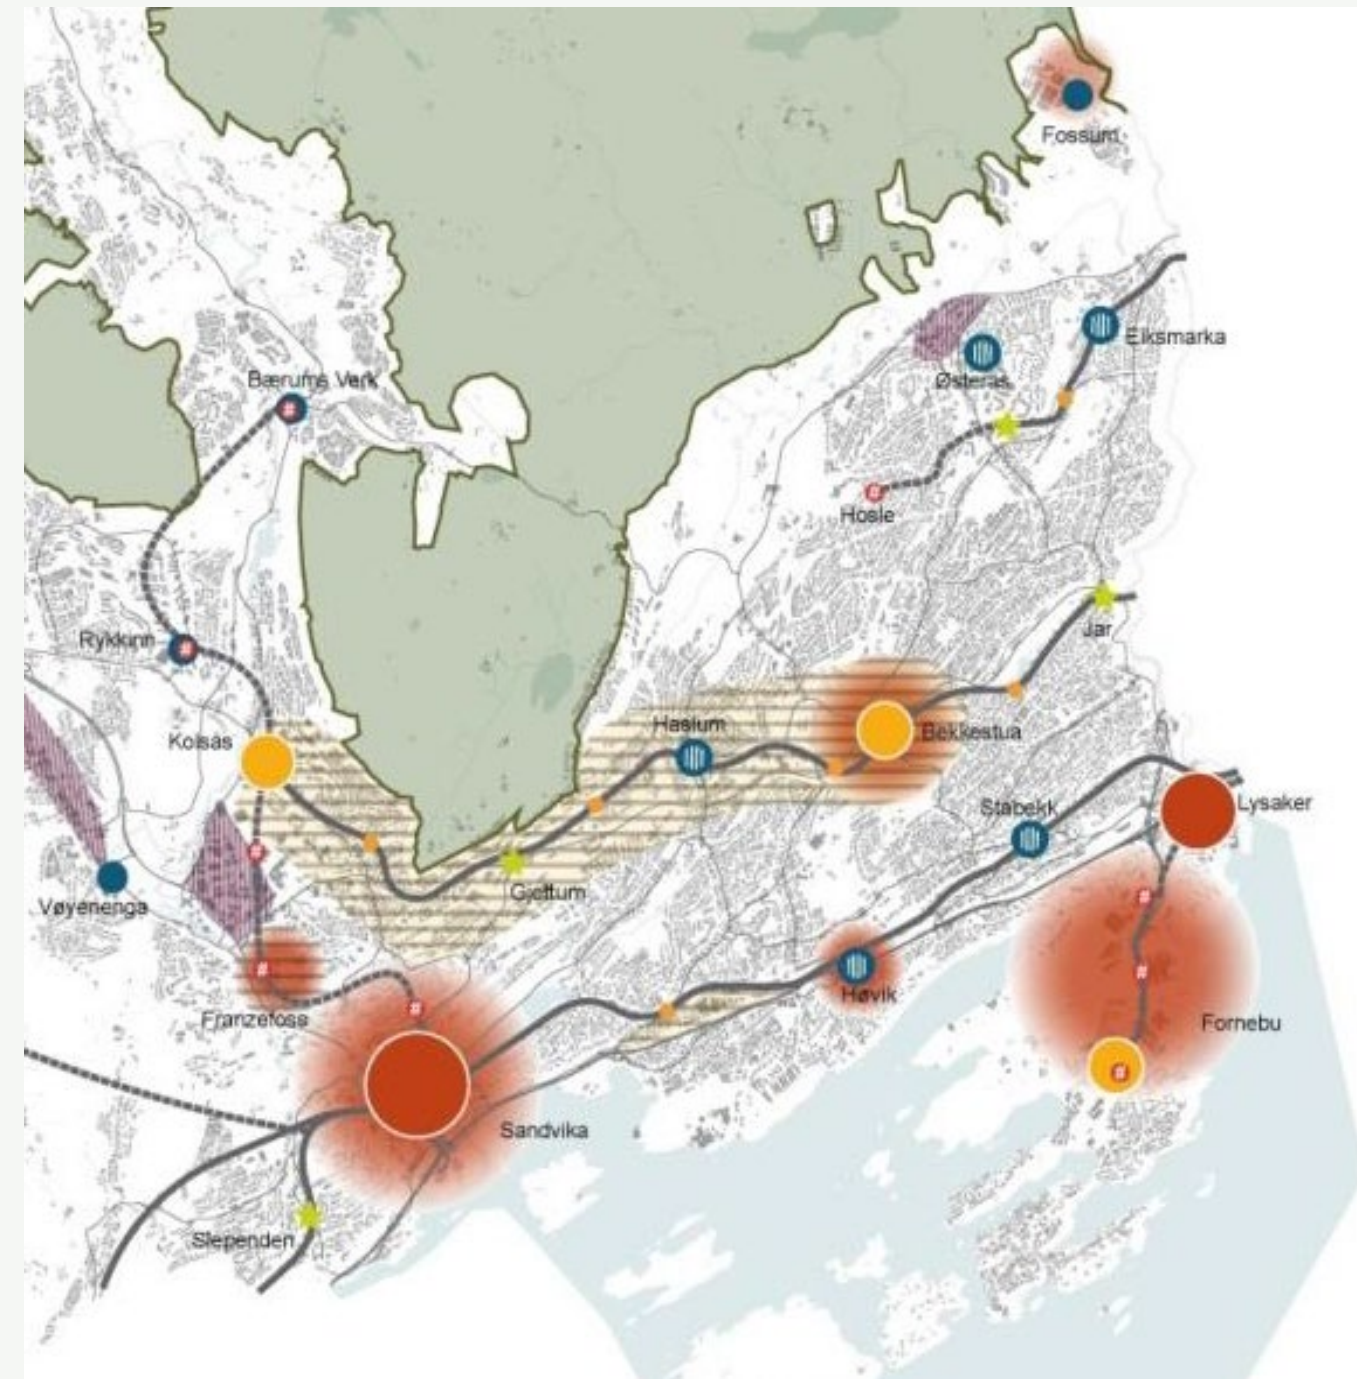 Fossum
Eiksmarka
Østerås
Bærums Verk
Hosle
Jar
Rykkinn
Haslum
Kolsås
Bekkestua
Stabekk
Lysaker
Gjettum
Vøyenenga
Høvik
Franzefoss
Fornebu
Sandvika
Slependen